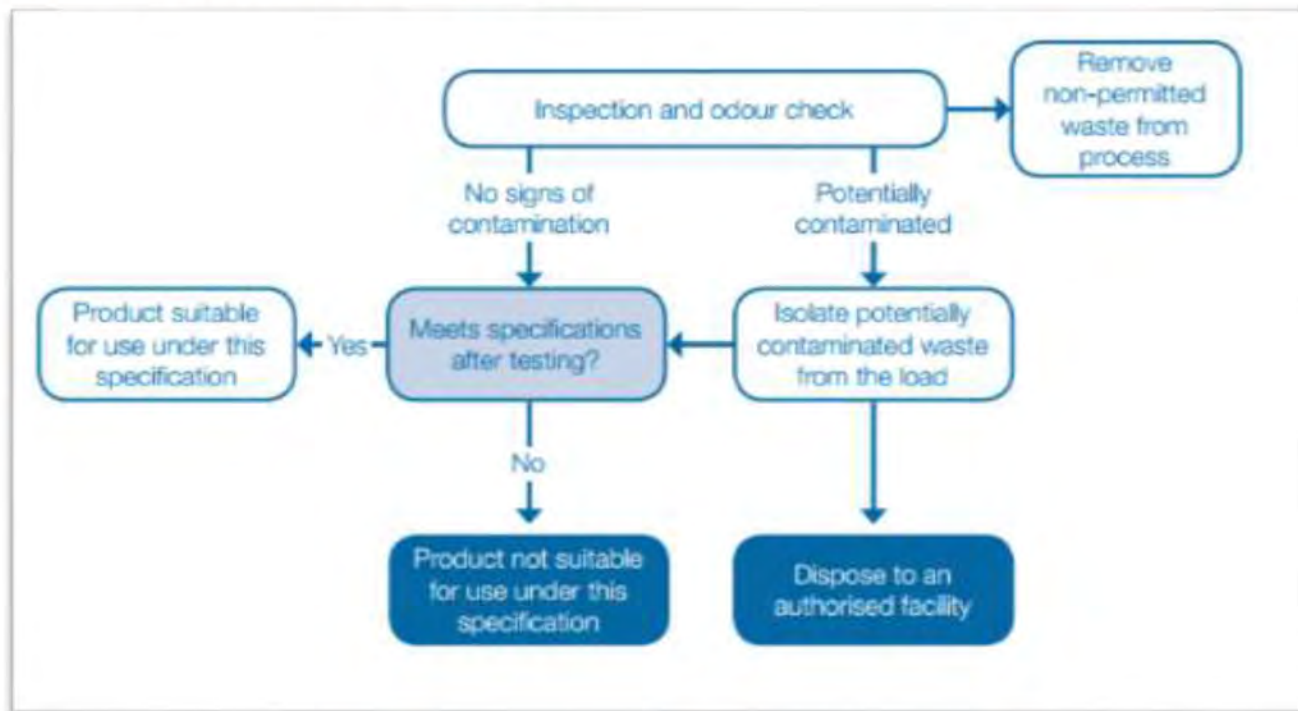 Inspection and odour check
Remove
non-permitted
waste from
process
No signs of
contamination
Potentially
contaminated
Product suitable
for use under this
specification
Yes
Meets specifications
after testing?
Isolate potentially
contaminated waste
from the load
No
Product not suitable
for use under this
specification
Dispose to an
authorised facility